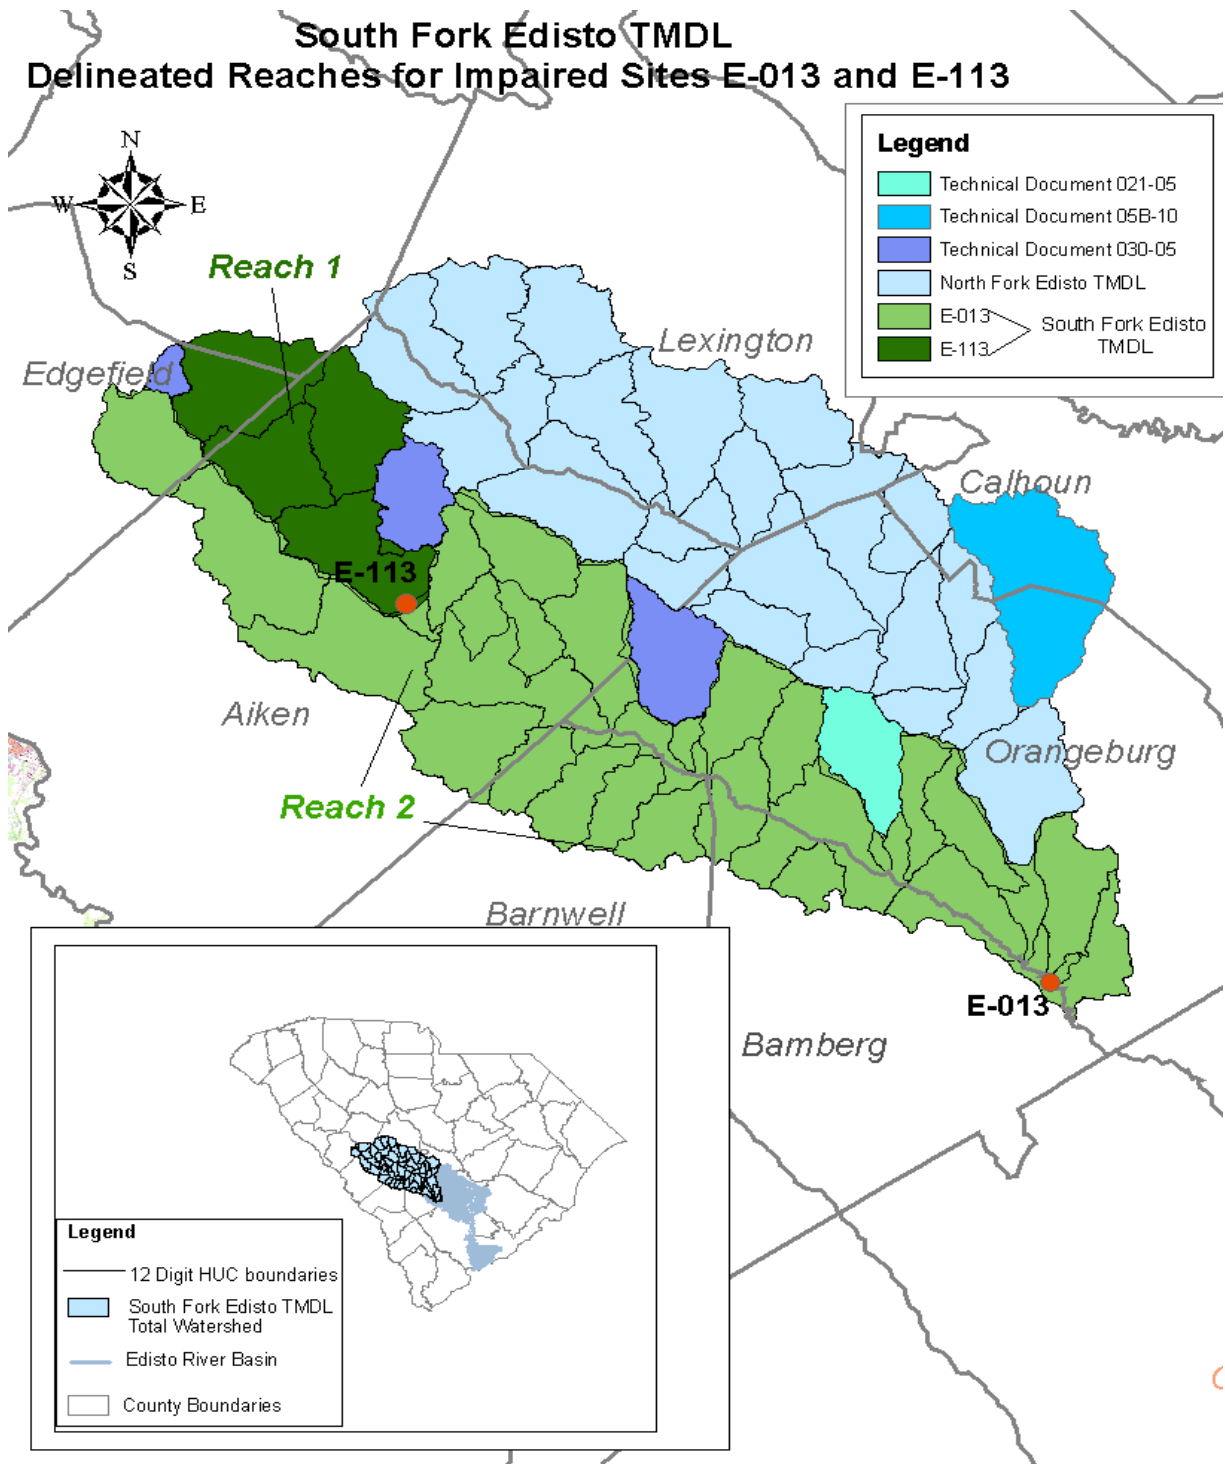 South Fork Edisto TMDL
Delineated Reaches for Impaired Sites E-013 and E-113
Legend
Technical Document 021-05
Technical Document 05B-10
Technical Document 030-05
North Fork Edisto TMDL
E-013
E-113
South Fork Edisto
TMDL
N
W
E
S
Reach 1
Lexington
Edgefield
Calhoun
E-113
Aiken
Orangeburg
Reach 2
Barnwell
E-013
Bamberg
Legend
12 Digit HUC boundaries
South Fork Edisto TMDL
Total Watershed
Edisto River Basin
County Boundaries